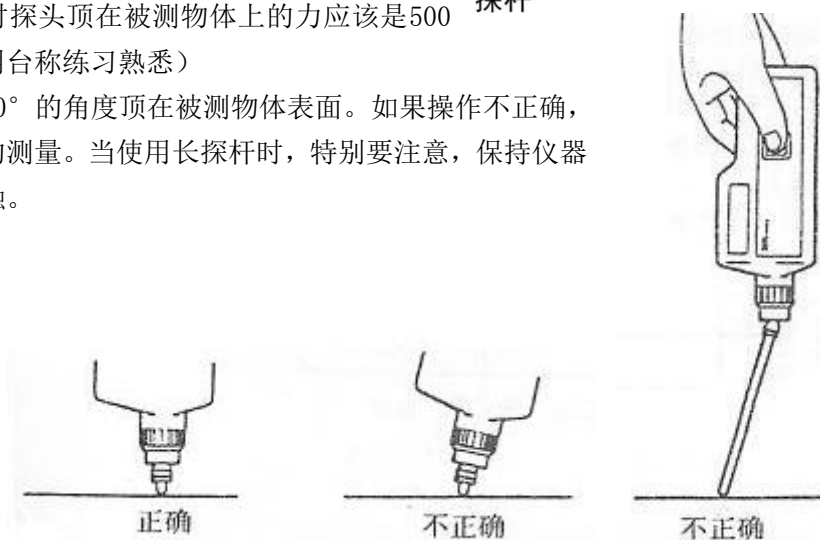 探杆
时探头顶在被测物体上的力应该是500
用台称练习熟悉）
0°的角度顶在被测物体表面。如果操作不正确，
的测量。当使用长探杆时，特别要注意，保持仪器
触。
正确
不正确
不正确